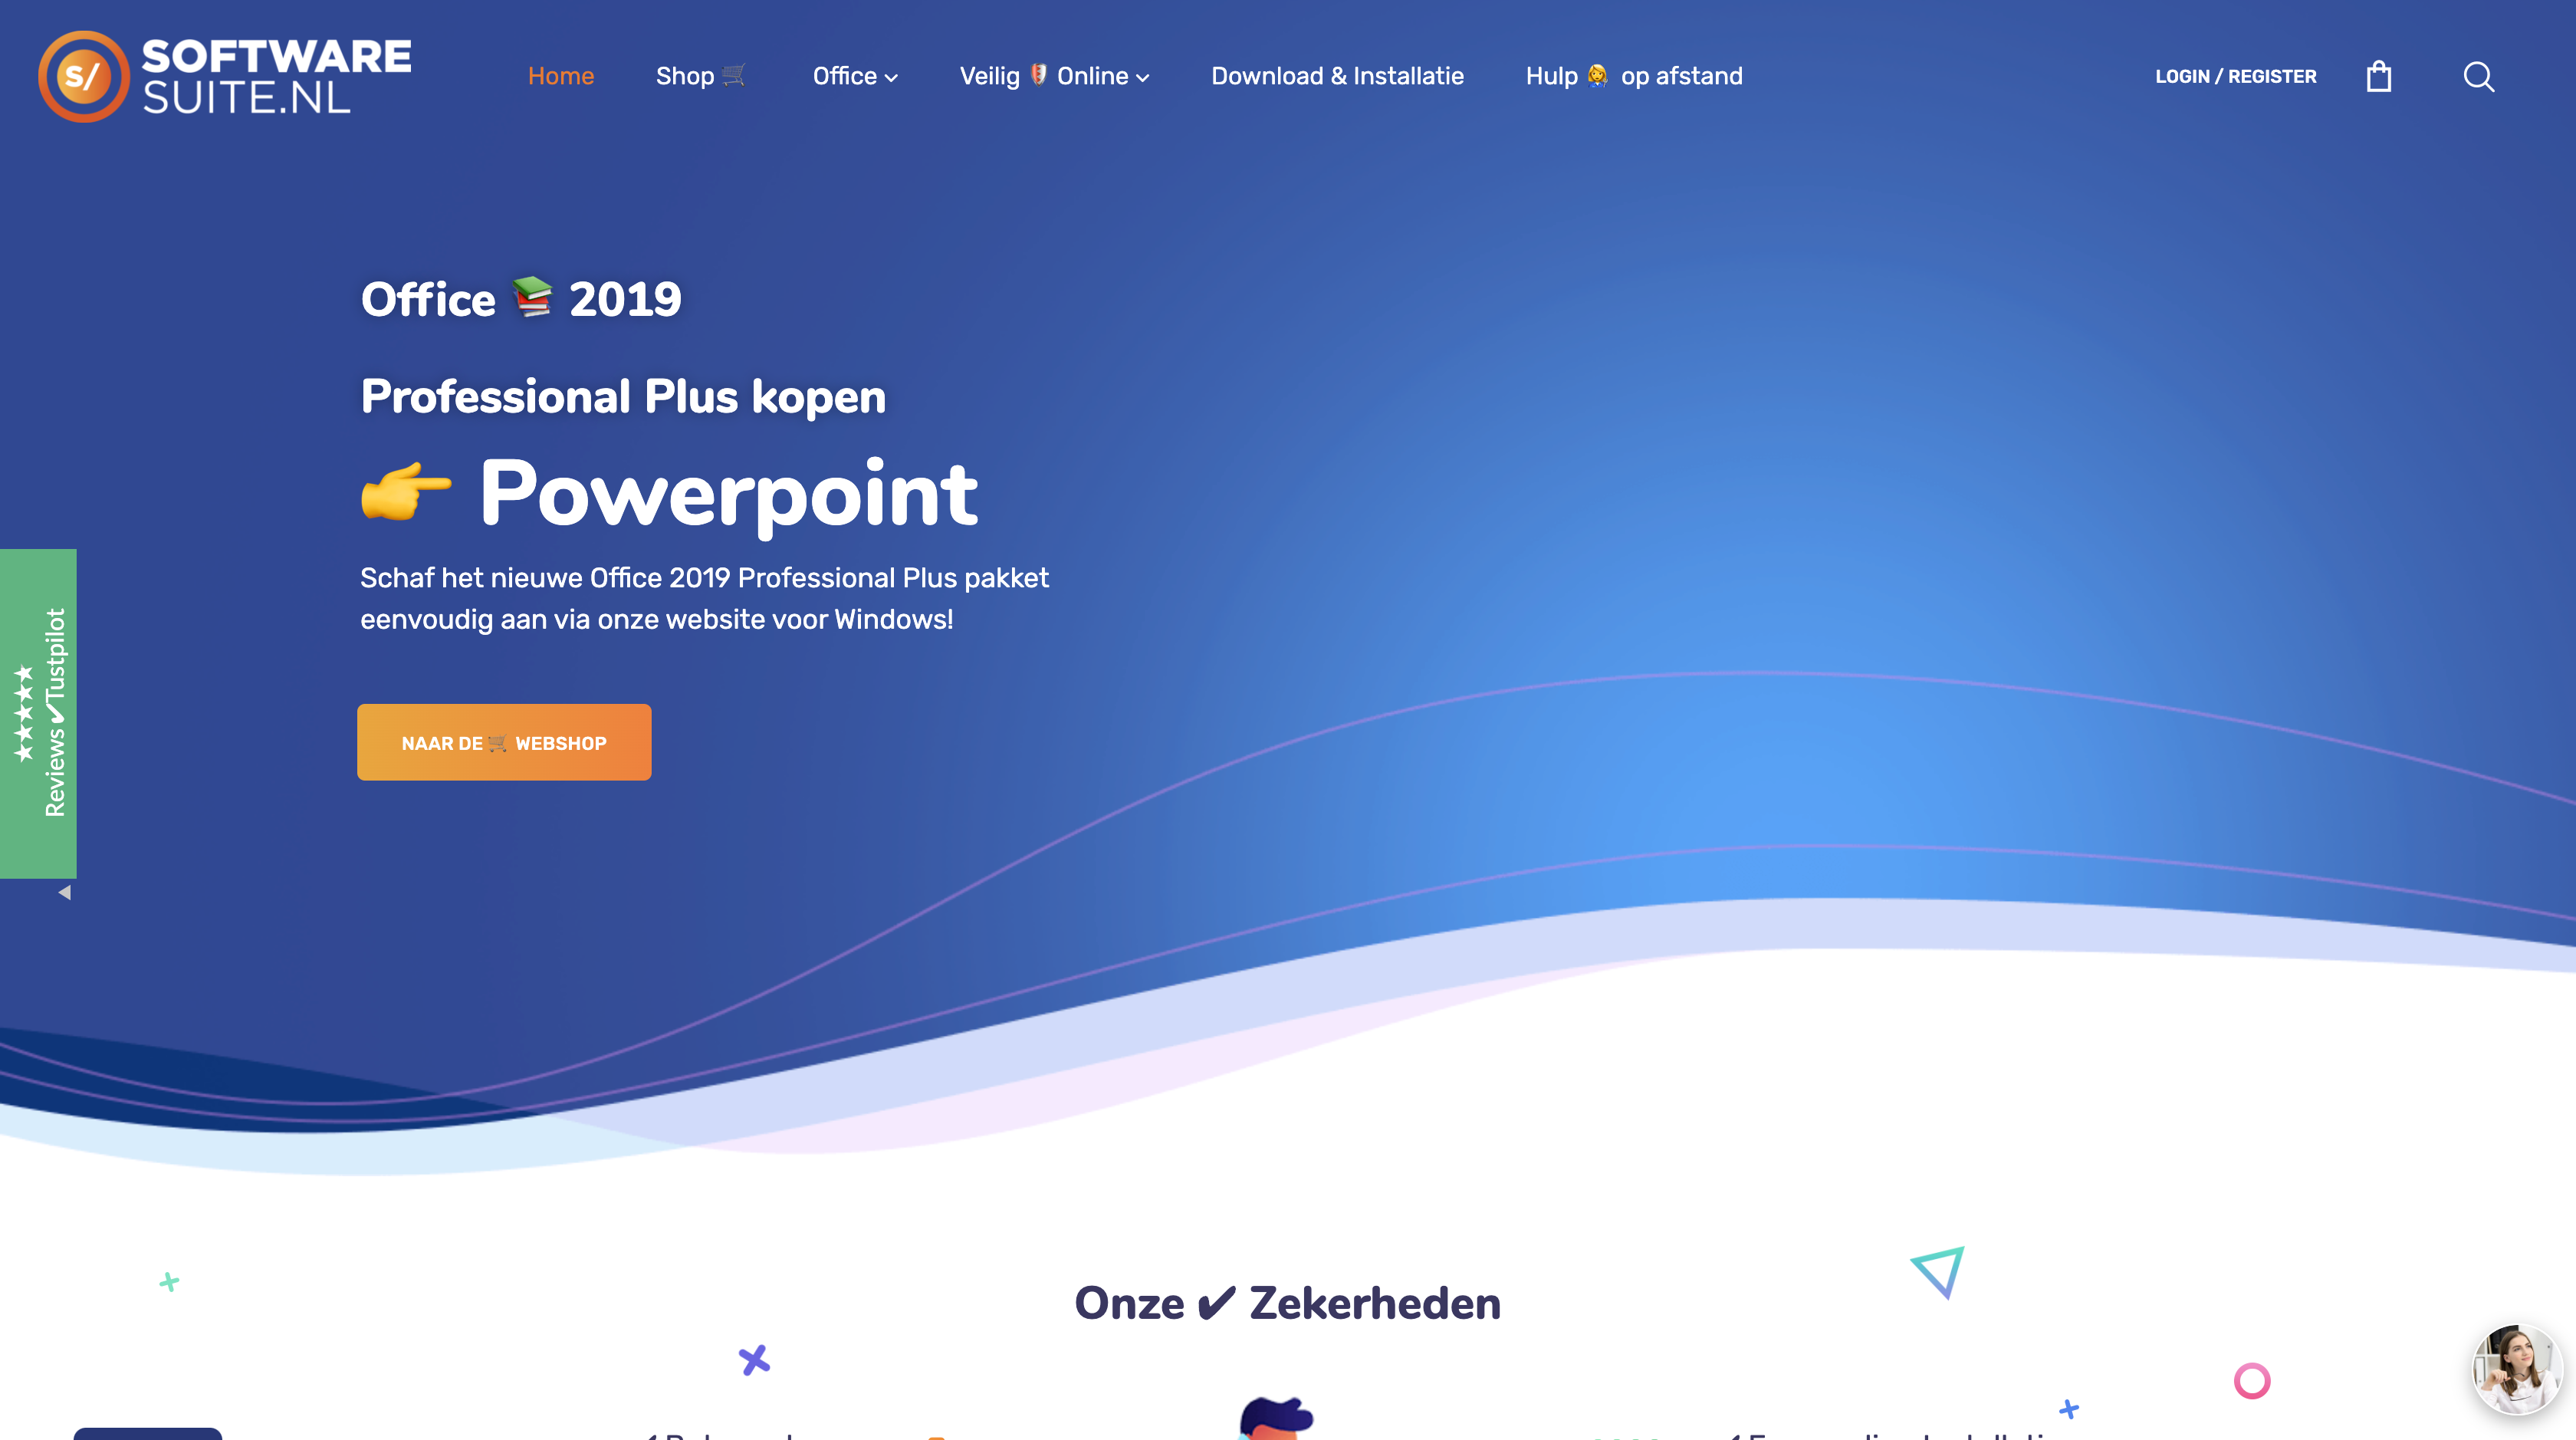 S/ SOFTWARE
SUITE.NL
Home Shop 🛒 Office Veilig Online Download & Installatie Hulp 👩‍💼 op afstand
LOGIN / REGISTER
Office 📚 2019
Professional Plus kopen
👉 Powerpoint
Schaf het nieuwe Office 2019 Professional Plus pakket
eenvoudig aan via onze website voor Windows!
NAAR DE 🛒 WEBSHOP
★★★★★
Reviews ✔Tustpilot
Onze ✔ Zekerheden